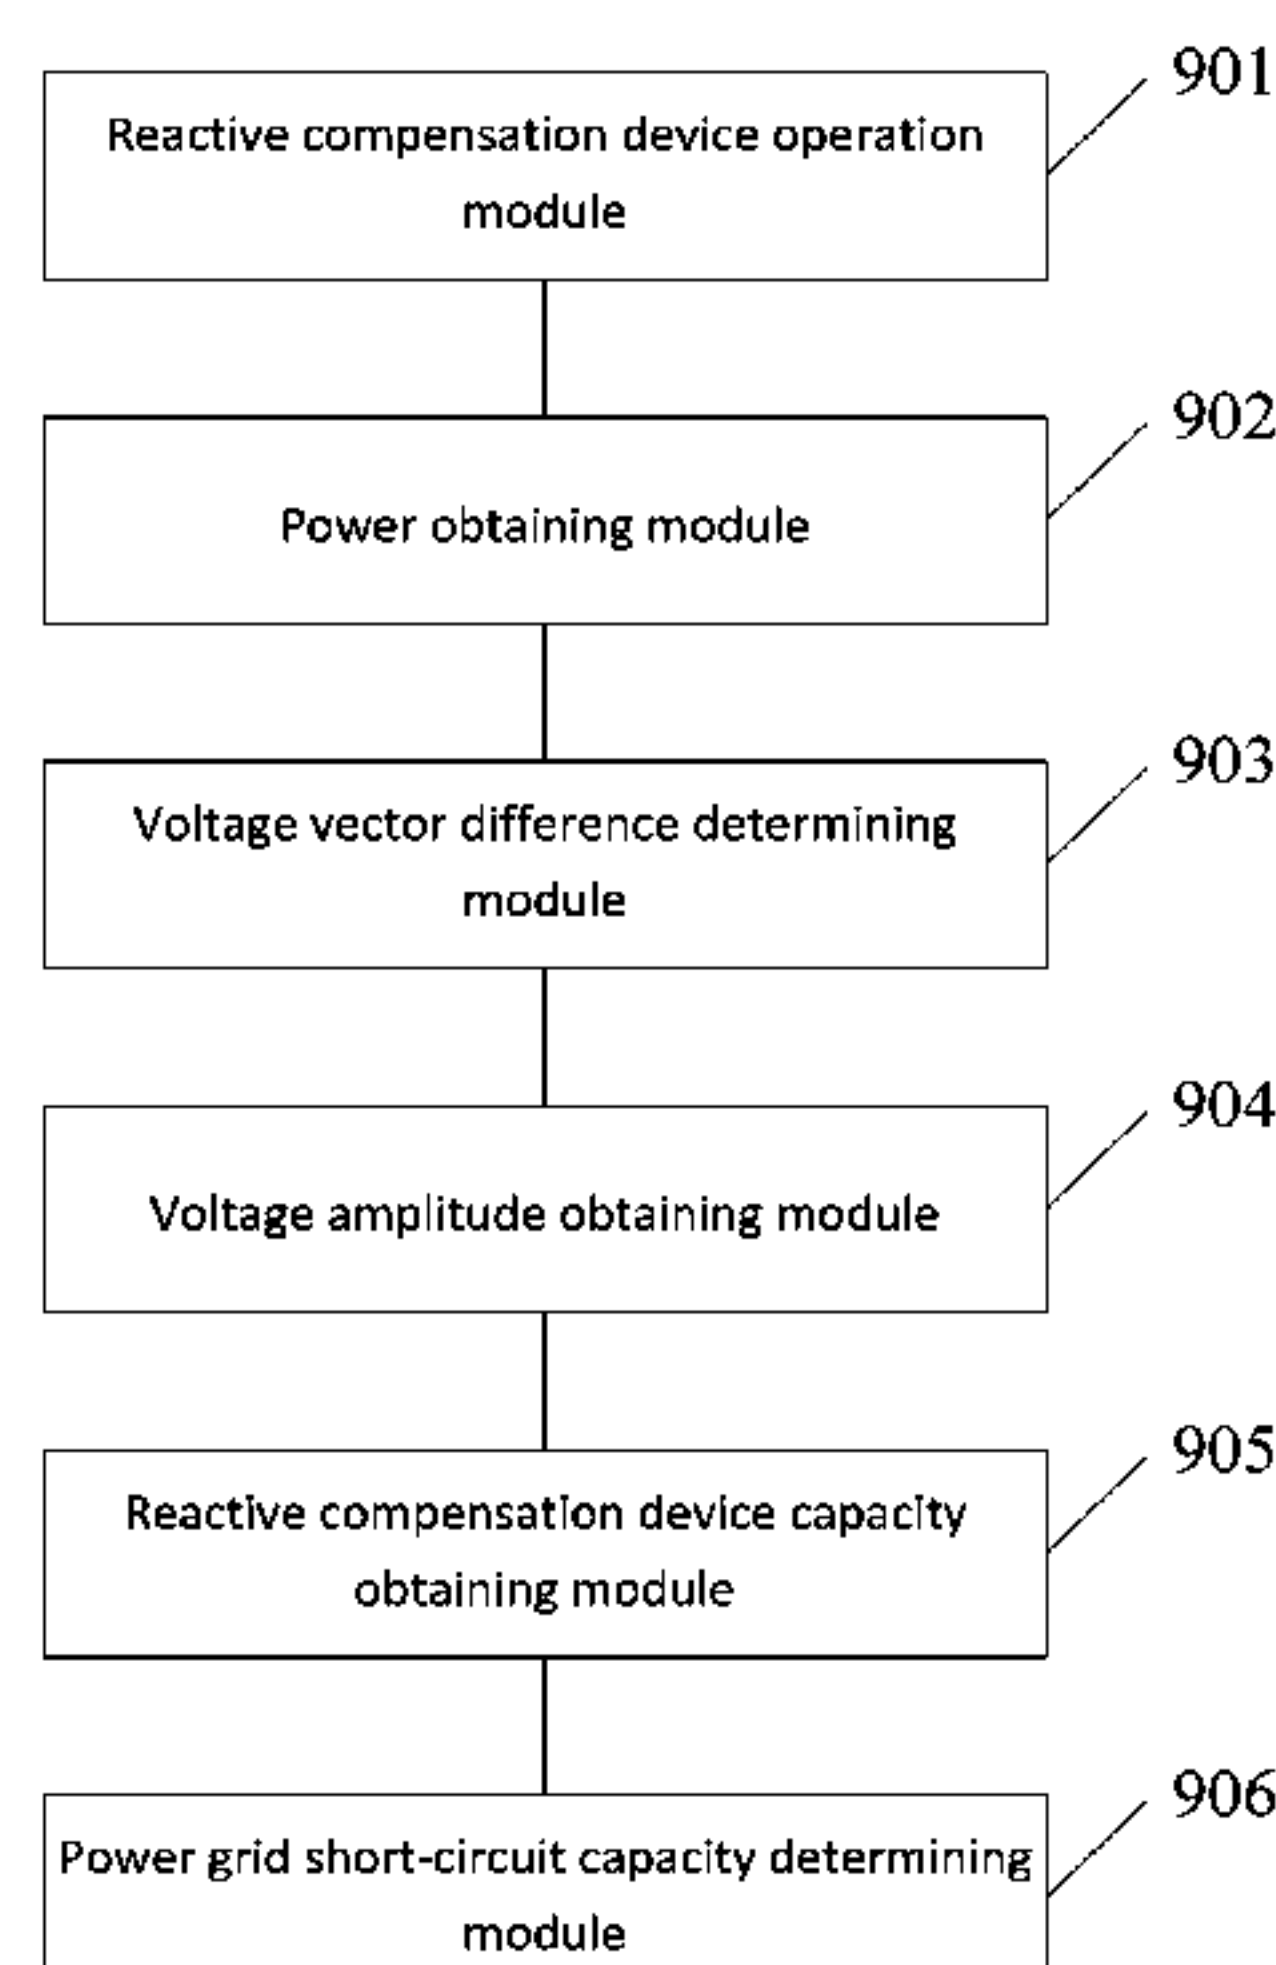 901
Reactive compensation device operation
module
902
Power obtaining module
903
Voltage vector difference determining
module
904
Voltage amplitude obtaining module
905
Reactive compensation device capacity
obtaining module
906
Power grid short-circuit capacity determining
module